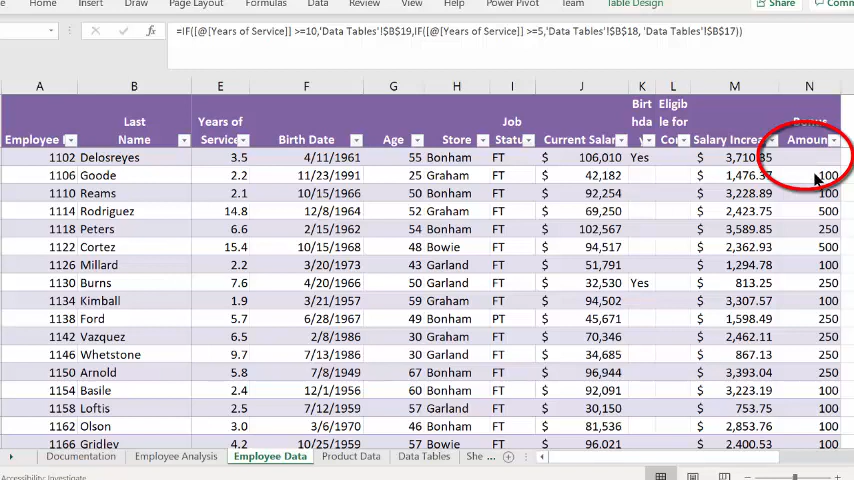 File Home Insert Page Layout Formulas Data Review View Help Power Pivot Team Table Design Share Comm
fx =IF([@[Years of Service]] >=10,'Data Tables'!$B$19,IF([@[Years of Service]] >=5,'Data Tables'!$B$18, 'Data Tables'!$B$17))
A B E F G H I J K L M N
Employee Last Name Years of Service Birth Date Age Store Job Status Current Salar Birthday Eligible for Con Salary Increa Bonus Amoun
1102 Delosreyes 3.5 4/11/1961 55 Bonham FT $ 106,010 Yes $ 3,710.35
1106 Goode 2.2 11/23/1991 25 Graham FT $ 42,182 $ 1,476.37 100
1110 Reams 2.1 10/15/1966 50 Bonham FT $ 92,254 $ 3,228.89 100
1114 Rodriguez 14.8 12/8/1964 52 Graham FT $ 69,250 $ 2,423.75 500
1118 Peters 6.6 2/15/1962 54 Bonham FT $ 102,567 $ 3,589.85 250
1122 Cortez 15.4 10/15/1968 48 Bowie FT $ 94,517 $ 2,362.93 500
1126 Millard 2.2 3/20/1973 43 Garland FT $ 51,791 $ 1,294.78 100
1130 Burns 7.6 4/20/1966 50 Garland FT $ 32,530 Yes $ 813.25 250
1134 Kimball 1.9 3/21/1957 59 Graham FT $ 94,502 $ 3,307.57 100
1138 Ford 5.7 6/28/1967 49 Bonham PT $ 45,671 $ 1,598.49 250
1142 Vazquez 6.5 2/8/1986 30 Graham FT $ 70,346 $ 2,462.11 250
1146 Whetstone 9.7 7/13/1986 30 Garland FT $ 34,685 $ 867.13 250
1150 Arnold 5.8 7/8/1949 67 Bonham FT $ 96,944 $ 3,393.04 250
1154 Basile 2.4 12/1/1956 60 Bonham FT $ 92,091 $ 3,223.19 100
1158 Loftis 2.5 7/12/1959 57 Garland FT $ 30,150 $ 753.75 100
1162 Olson 3.0 3/6/1970 46 Bonham FT $ 81,536 $ 2,853.76 100
1166 Gridley 4.2 10/25/1959 57 Bowie FT $ 96,021 $ 2,400.53 100
Documentation Employee Analysis Employee Data Product Data Data Tables She
Accessibility: Investigate